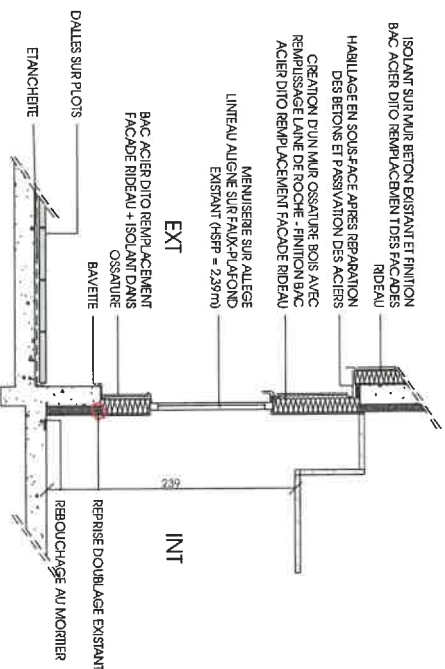 ISOLANT SUR MUR BETON EXISTANT ET FINITION
BAC ACIER DITO REMPLACEMENT DES FACADES
RIDEAU
HABILLAGE EN SOUS-FACE APRES REPARATION
DES BETONS ET PASSIVATION DES ACIERS
CREATION D'UN MUR OSSATURE BOIS AVEC
REMPLISSAGE LAINE DE ROCHE - FINITION BAC
ACIER DITO REMPLACEMENT FACADE RIDEAU
MENUISERIE SUR ALLEGE
LINTEAU ALIGNE SUR FAUX-PLAFOND
EXISTANT (HSFP = 2,39m)
EXT
INT
239
BAC ACIER DITO REMPLACEMENT
FACADE RIDEAU + ISOLANT DANS
OSSATURE
BAVETTE
DALLES SUR PLOTS
ETANCHEITE
REPRISE DOUBLAGE EXISTANT
REBOUCHAGE AU MORTIER